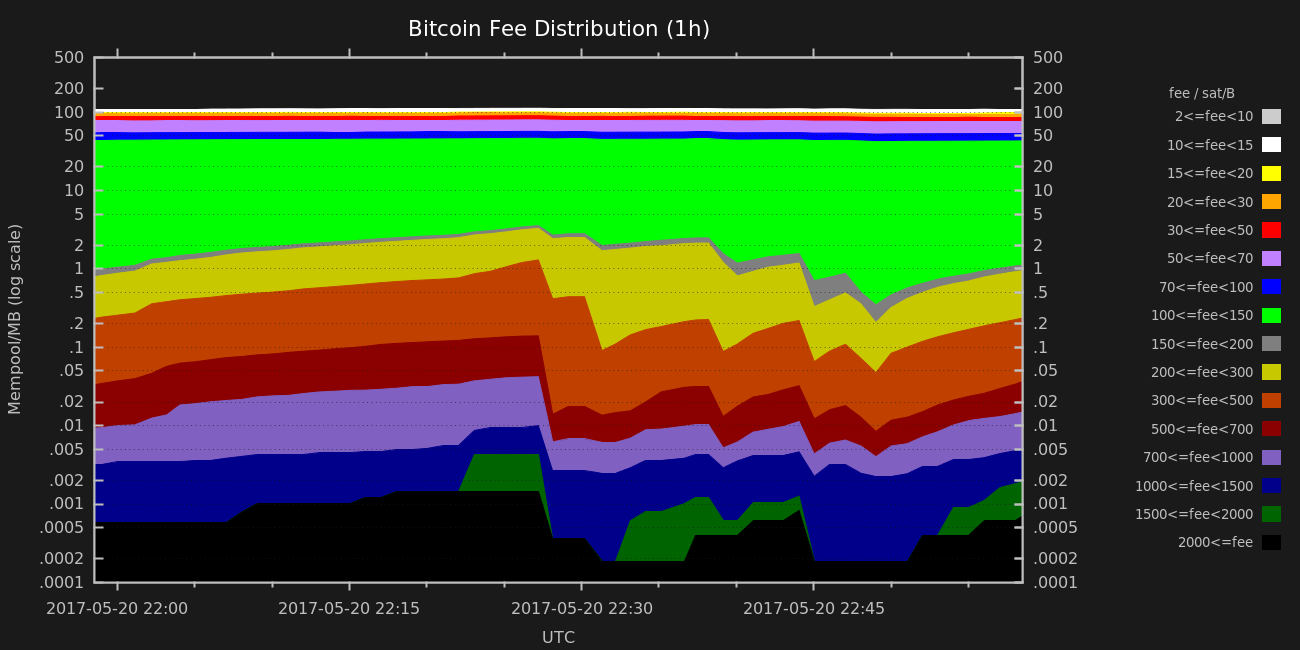 Bitcoin Fee Distribution (1h)
Mempool/MB (log scale)
500
200
100
50
20
10
5
2
1
.5
.2
.1
.05
.02
.01
.005
.002
.001
.0005
.0002
.0001
500
200
100
50
20
10
5
2
1
.5
.2
.1
.05
.02
.01
.005
.002
.001
.0005
.0002
.0001
fee / sat/B
2<=fee<10
10<=fee<15
15<=fee<20
20<=fee<30
30<=fee<50
50<=fee<70
70<=fee<100
100<=fee<150
150<=fee<200
200<=fee<300
300<=fee<500
500<=fee<700
700<=fee<1000
1000<=fee<1500
1500<=fee<2000
2000<=fee
2017-05-20 22:00 2017-05-20 22:15 2017-05-20 22:30 2017-05-20 22:45
UTC